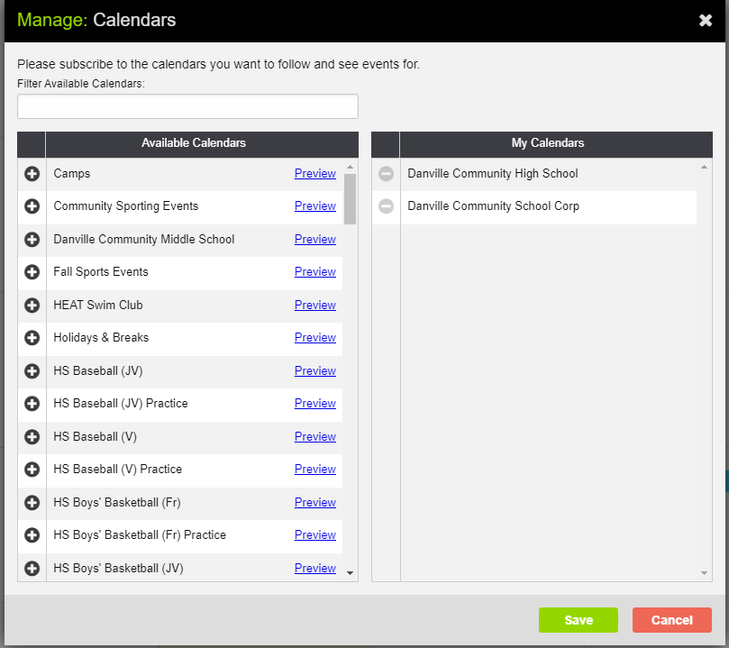 Manage: Calendars
Please subscribe to the calendars you want to follow and see events for.
Filter Available Calendars:
Available Calendars
Camps Preview
Community Sporting Events Preview
Danville Community Middle School Preview
Fall Sports Events Preview
HEAT Swim Club Preview
Holidays & Breaks Preview
HS Baseball (JV) Preview
HS Baseball (JV) Practice Preview
HS Baseball (V) Preview
HS Baseball (V) Practice Preview
HS Boys' Basketball (Fr) Preview
HS Boys' Basketball (Fr) Practice Preview
HS Boys' Basketball (JV) Preview
My Calendars
Danville Community High School
Danville Community School Corp
Save Cancel